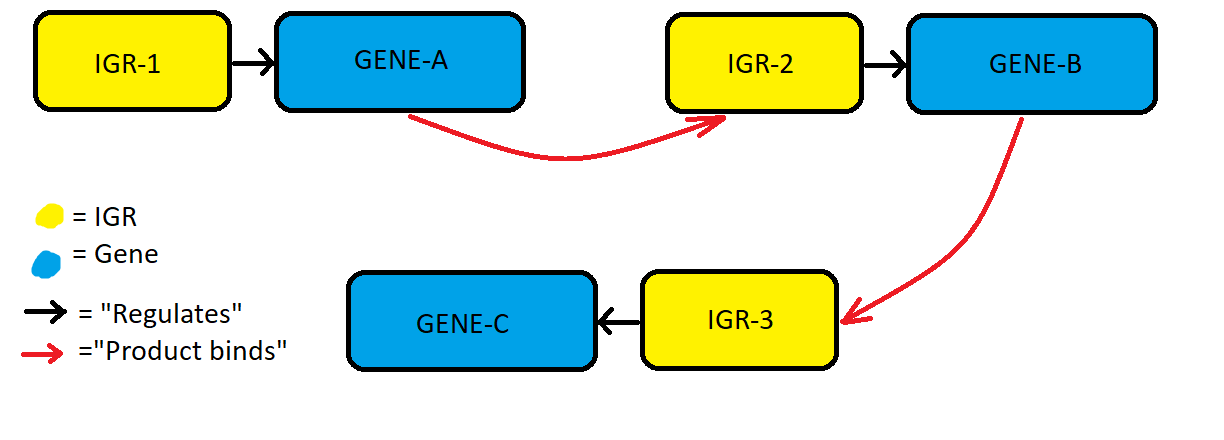 IGR-1
GENE-A
IGR-2
GENE-B
= IGR
= Gene
= "Regulates"
="Product binds"
GENE-C
IGR-3